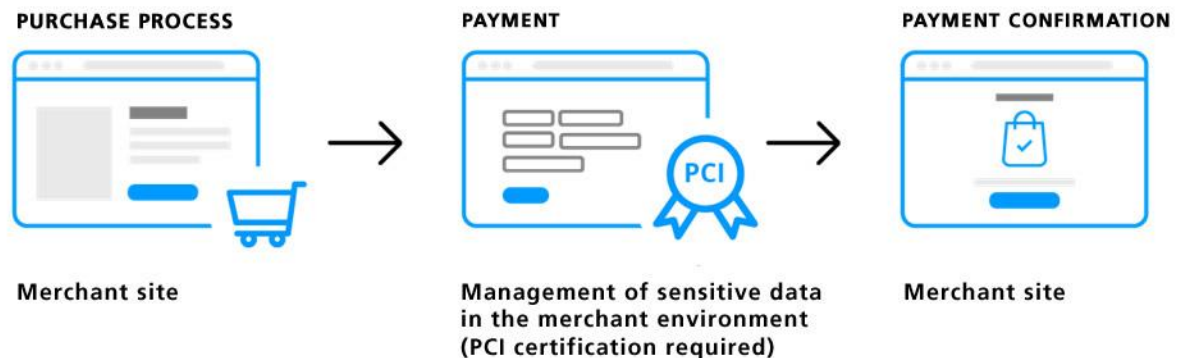 PURCHASE PROCESS
PAYMENT
PAYMENT CONFIRMATION
PCI
Merchant site
Management of sensitive data
in the merchant environment
(PCI certification required)
Merchant site